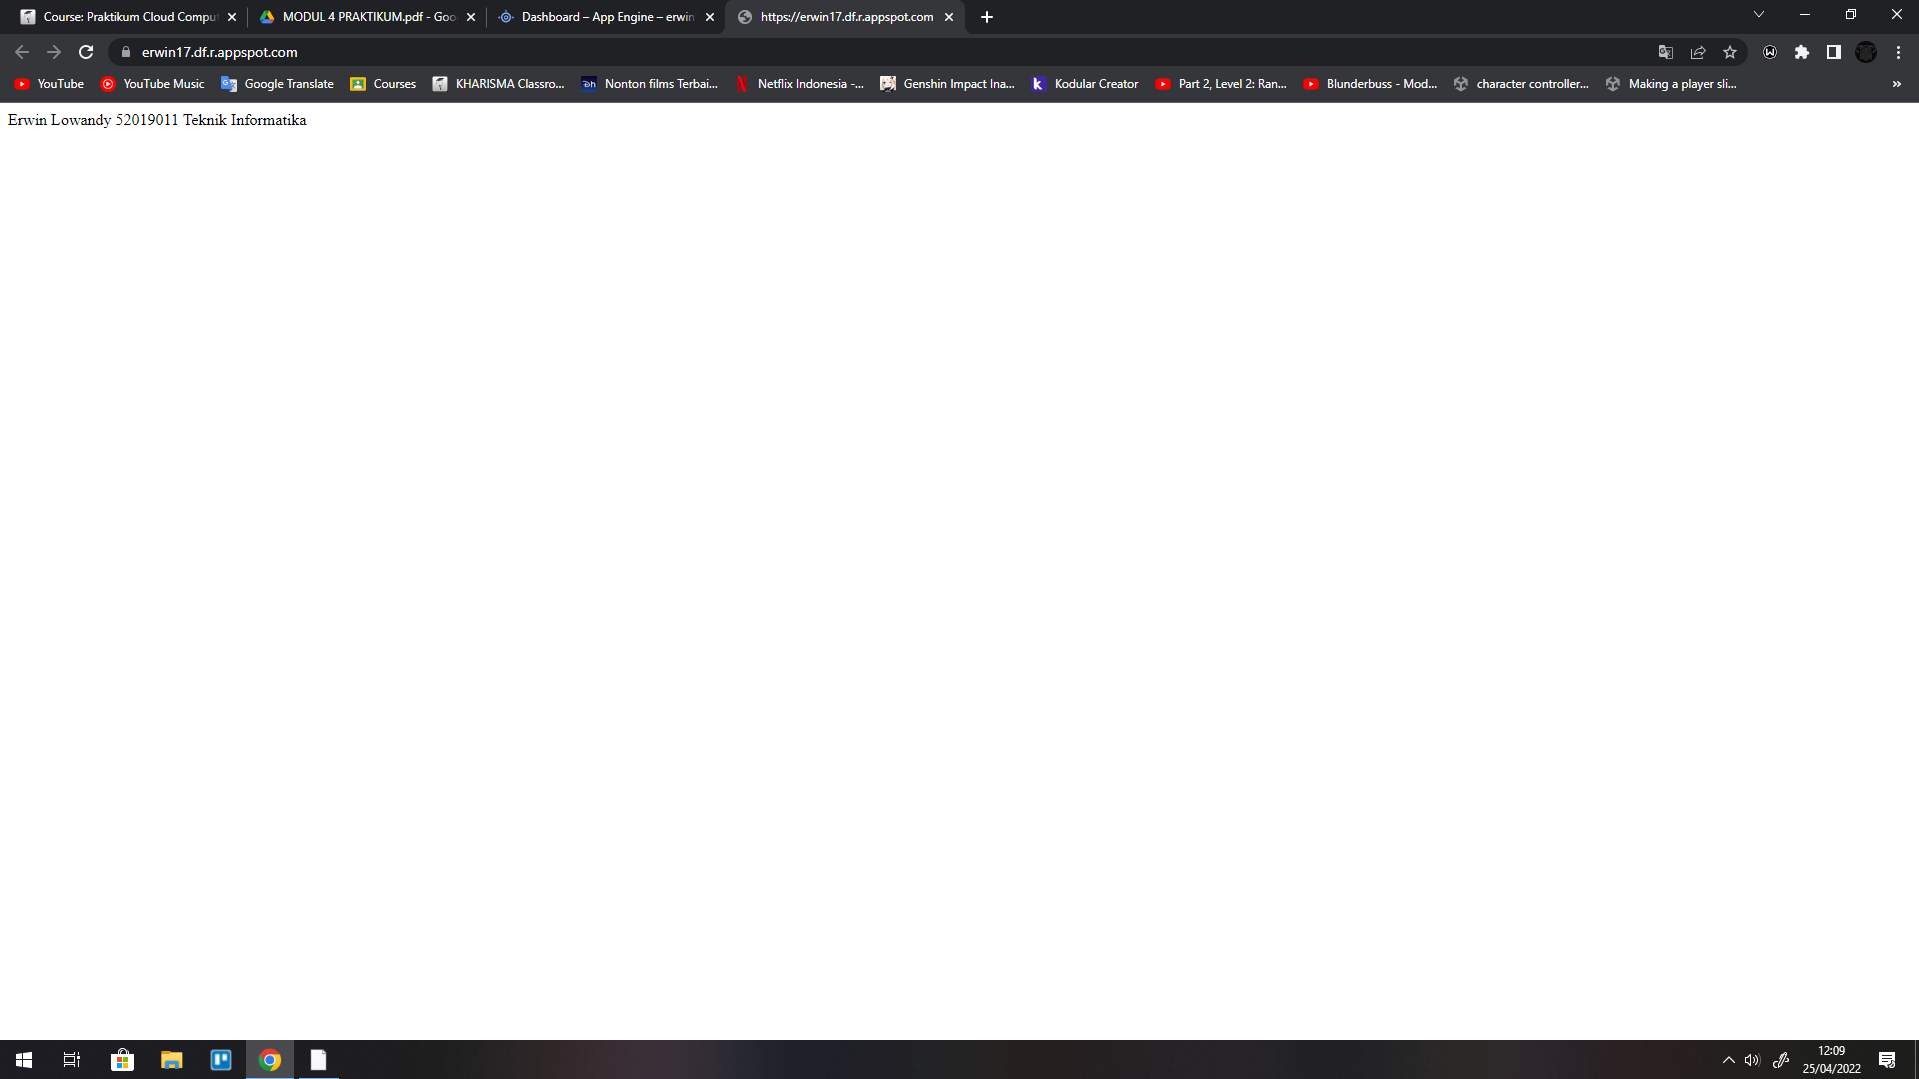 Course: Praktikum Cloud Comput
MODUL 4 PRAKTIKUM.pdf - Goo
Dashboard – App Engine – erwin
https://erwin17.df.r.appspot.com
erwin17.df.r.appspot.com
YouTube
YouTube Music
Google Translate
Courses
KHARISMA Classro...
Nonton films Terbai...
Netflix Indonesia -...
Genshin Impact Ina...
Kodular Creator
Part 2, Level 2: Ran...
Blunderbuss - Mod...
character controller...
Making a player sli...
»
Erwin Lowandy 52019011 Teknik Informatika
12:09
25/04/2022